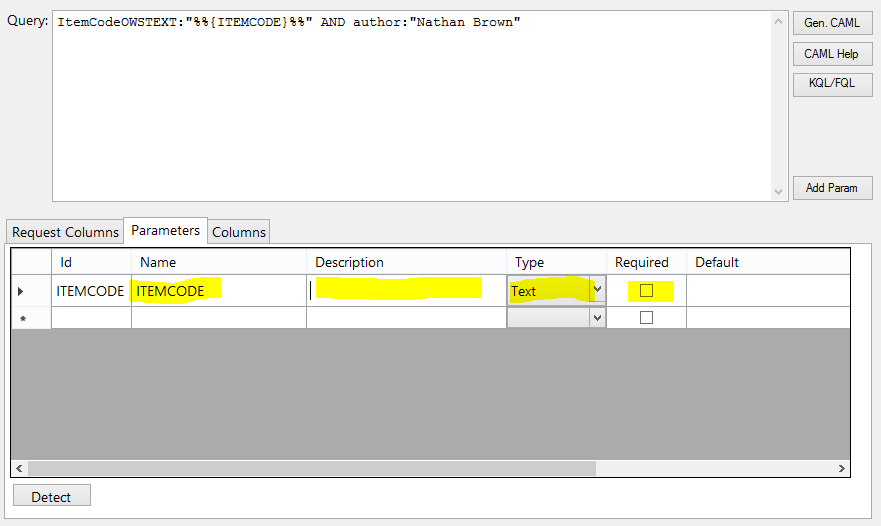 Query:
ItemCodeOWSTEXT:"%%{ITEMCODE}%%" AND author:"Nathan Brown"
Gen. CAML
CAML Help
KQL/FQL
Add Param
Request Columns Parameters Columns
Id Name Description Type Required Default
ITEMCODE ITEMCODE Text
*
Detect